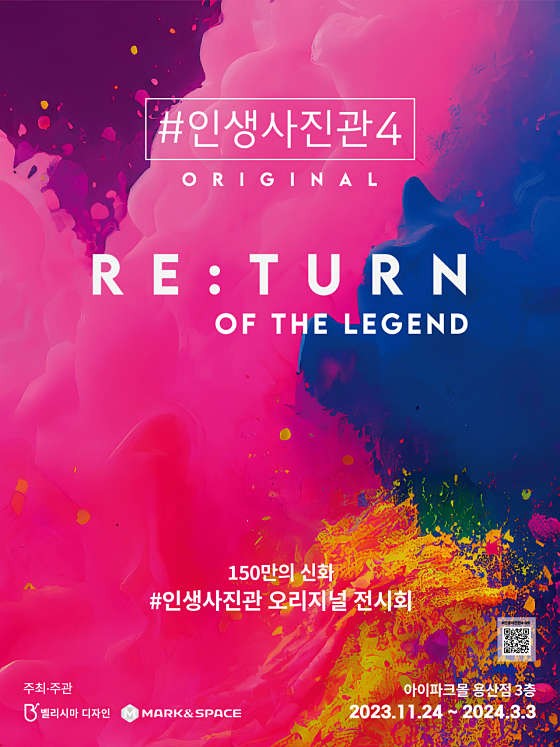 #인생사진관4
ORIGINAL
RE:TURN
OF THE LEGEND
150만의 신화
#인생사진관 오리지널 전시회
주최·주관
벨리시마 디자인 MARK&SPACE
아이파크몰 용산점 3층
2023.11.24 ~ 2024.3.3